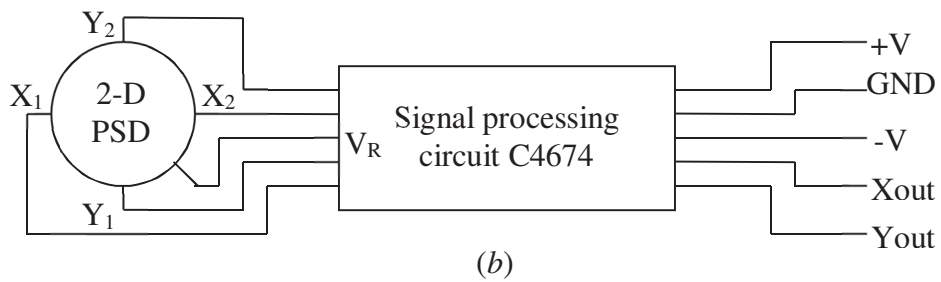 Y2
X1
2-D
PSD
X2
Y1
VR
Signal processing
circuit C4674
+V
GND
-V
Xout
Yout
(b)